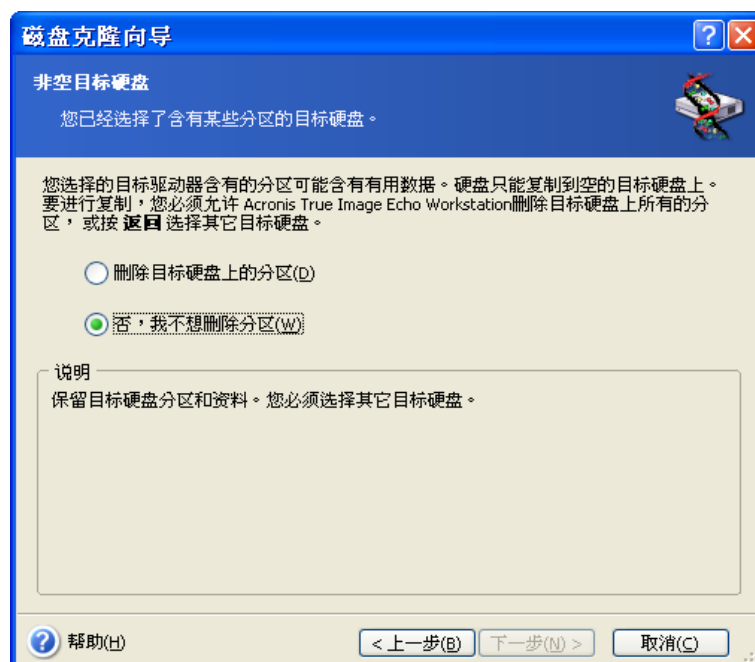 磁盘克隆向导
非空目标硬盘
您已经选择了含有某些分区的目标硬盘。
您选择的目标驱动器含有的分区可能含有有用数据。硬盘只能复制到空的目标硬盘上。
要进行复制，您必须允许 Acronis True Image Echo Workstation删除目标硬盘上所有的分
区， 或按 返回 选择其它目标硬盘。
删除目标硬盘上的分区(D)
否，我不想删除分区(W)
说明
保留目标硬盘分区和资料。您必须选择其它目标硬盘。
帮助(H)
< 上一步(B)
下一步(N) >
取消(C)